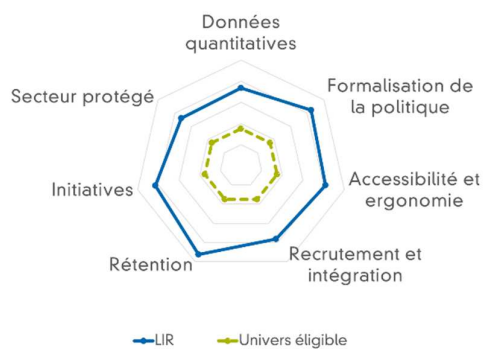 Données
quantitatives
Formalisation de
la politique
Secteur protégé
Accessibilité et
ergonomie
Initiatives
Recrutement et
intégration
Rétention
LIR
Univers éligible